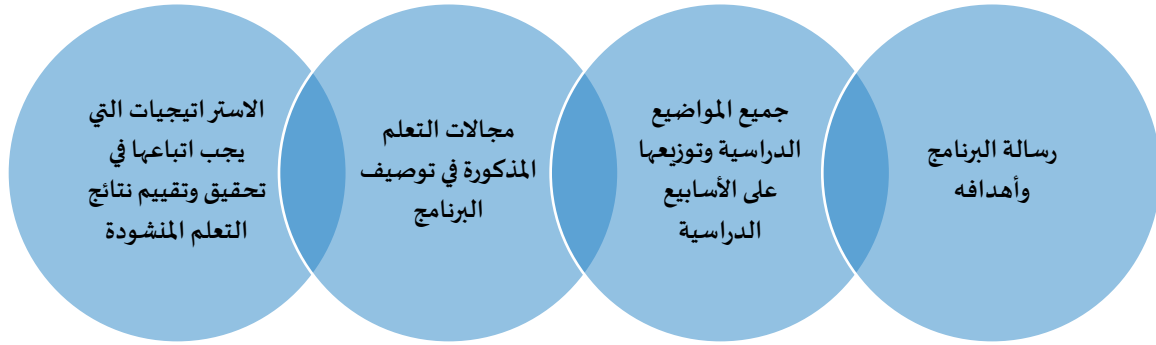 رسالة البرنامج
وأهدافه
جميع المواضيع
الدراسية وتوزيعها
على الأسابيع
الدراسية
مجالات التعلم
المذكورة في توصيف
البرنامج
الاستراتيجيات التي
يجب اتباعها في
تحقيق وتقييم نتائج
التعلم المنشودة